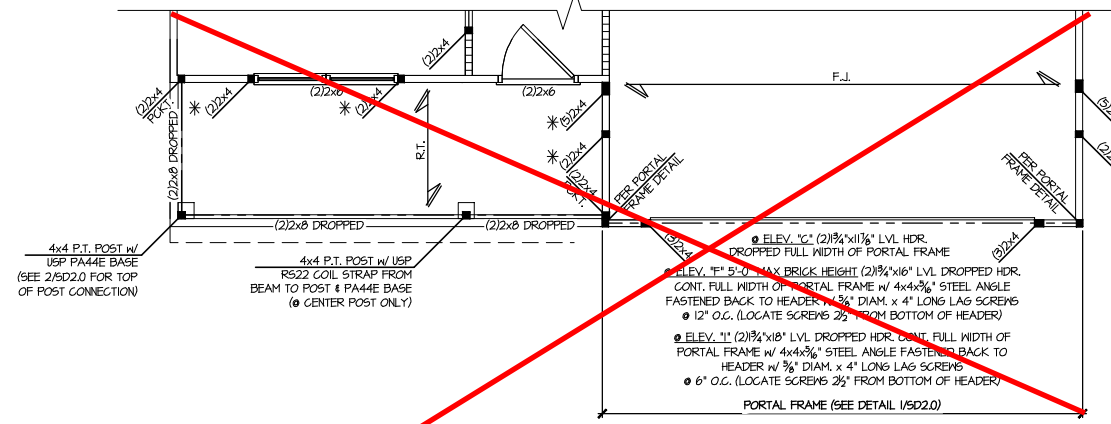 (2)2x4
(2)2x4
PCKT.
(2)2x4
(2)2x6
(2)2x4
(2)2x6
(5)2x4
F.J.
(5)2x4
(2)2x8 DROPPED
R.T.
(2)2x4
(2)2x4
PER PORTAL
FRAME DETAIL
PER PORTAL
FRAME DETAIL
(2)2x8 DROPPED
(2)2x8 DROPPED
(3)2x4
(3)2x4
4x4 P.T. POST W/
USP PA44E BASE
(SEE 2/SD2.0 FOR TOP
OF POST CONNECTION)
4x4 P.T. POST W/ USP
RS22 COIL STRAP FROM
BEAM TO POST & PA44E BASE
(@ CENTER POST ONLY)
@ ELEV. "C" (2)1¾"x11⅞" LVL HDR.
DROPPED FULL WIDTH OF PORTAL FRAME
@ ELEV. "F" 5'-0" MAX BRICK HEIGHT (2)1¾"x16" LVL DROPPED HDR.
CONT. FULL WIDTH OF PORTAL FRAME W/ 4x4x5/16" STEEL ANGLE
FASTENED BACK TO HEADER W/ ⅝" DIAM. x 4" LONG LAG SCREWS
@ 12" O.C. (LOCATE SCREWS 2½" FROM BOTTOM OF HEADER)
@ ELEV. "I" (2)1¾"x18" LVL DROPPED HDR. CONT. FULL WIDTH OF
PORTAL FRAME W/ 4x4x5/16" STEEL ANGLE FASTENED BACK TO
HEADER W/ ⅝" DIAM. x 4" LONG LAG SCREWS
@ 6" O.C. (LOCATE SCREWS 2½" FROM BOTTOM OF HEADER)
PORTAL FRAME (SEE DETAIL 1/SD2.0)